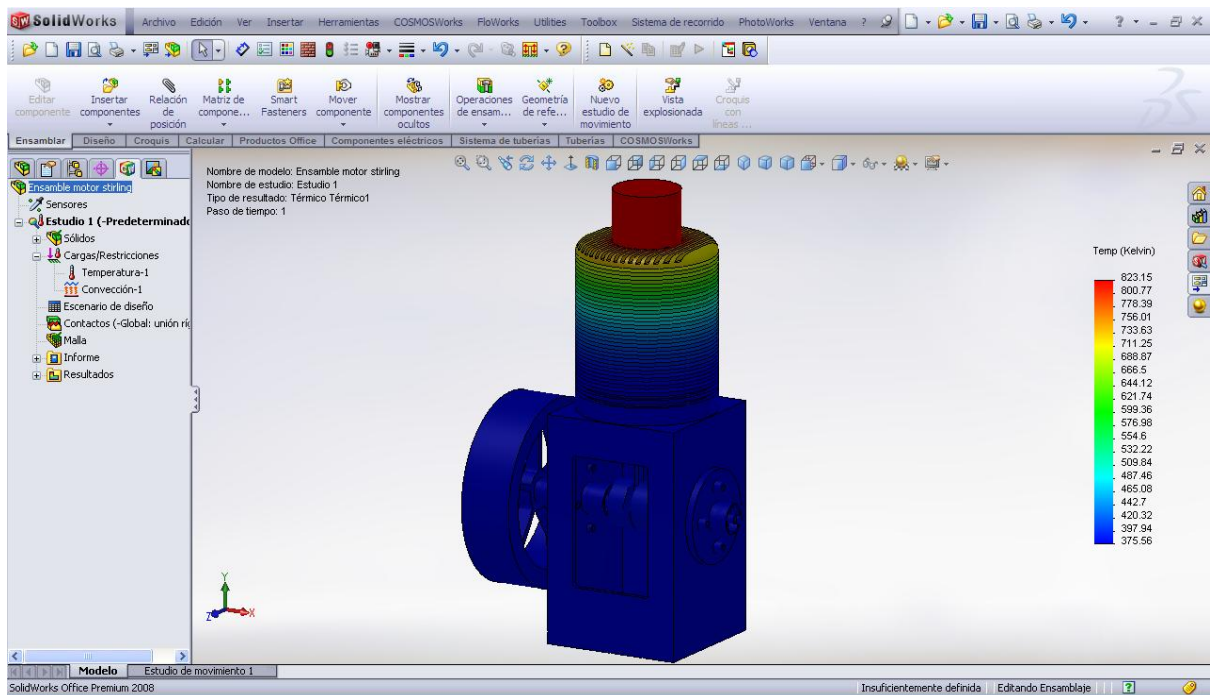 SolidWorks Archivo Edición Ver Insertar Herramientas COSMOSWorks FloWorks Utilities Toolbox Sistema de recorrido PhotoWorks Ventana ?
Editar componente
Insertar componentes
Relación de posición
Matriz de compone...
Smart Fasteners
Mover componente
Mostrar componentes ocultos
Operaciones de ensam...
Geometría de refe...
Nuevo estudio de movimiento
Vista explosionada
Croquis con líneas ...
Ensamblar Diseño Croquis Calcular Productos Office Componentes eléctricos Sistema de tuberías Tuberías COSMOSWorks
Ensamble motor stirling
Sensores
Estudio 1 (-Predeterminado
Sólidos
Cargas/Restricciones
Temperatura-1
Convección-1
Escenario de diseño
Contactos (-Global: unión ríg
Malla
Informe
Resultados
Nombre de modelo: Ensamble motor stirling
Nombre de estudio: Estudio 1
Tipo de resultado: Térmico Térmico1
Paso de tiempo: 1
Temp (Kelvin)
823.15
800.77
778.39
756.01
733.63
711.25
688.87
666.5
644.12
621.74
599.36
576.98
554.6
532.22
509.84
487.46
465.08
442.7
420.32
397.94
375.56
Y
Z X
Modelo Estudio de movimiento 1
SolidWorks Office Premium 2008 Insuficientemente definida Editando Ensamblaje